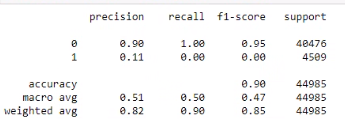 precision recall f1-score support
0 0.90 1.00 0.95 40476
1 0.11 0.00 0.00 4509
accuracy 0.90 44985
macro avg 0.51 0.50 0.47 44985
weighted avg 0.82 0.90 0.85 44985